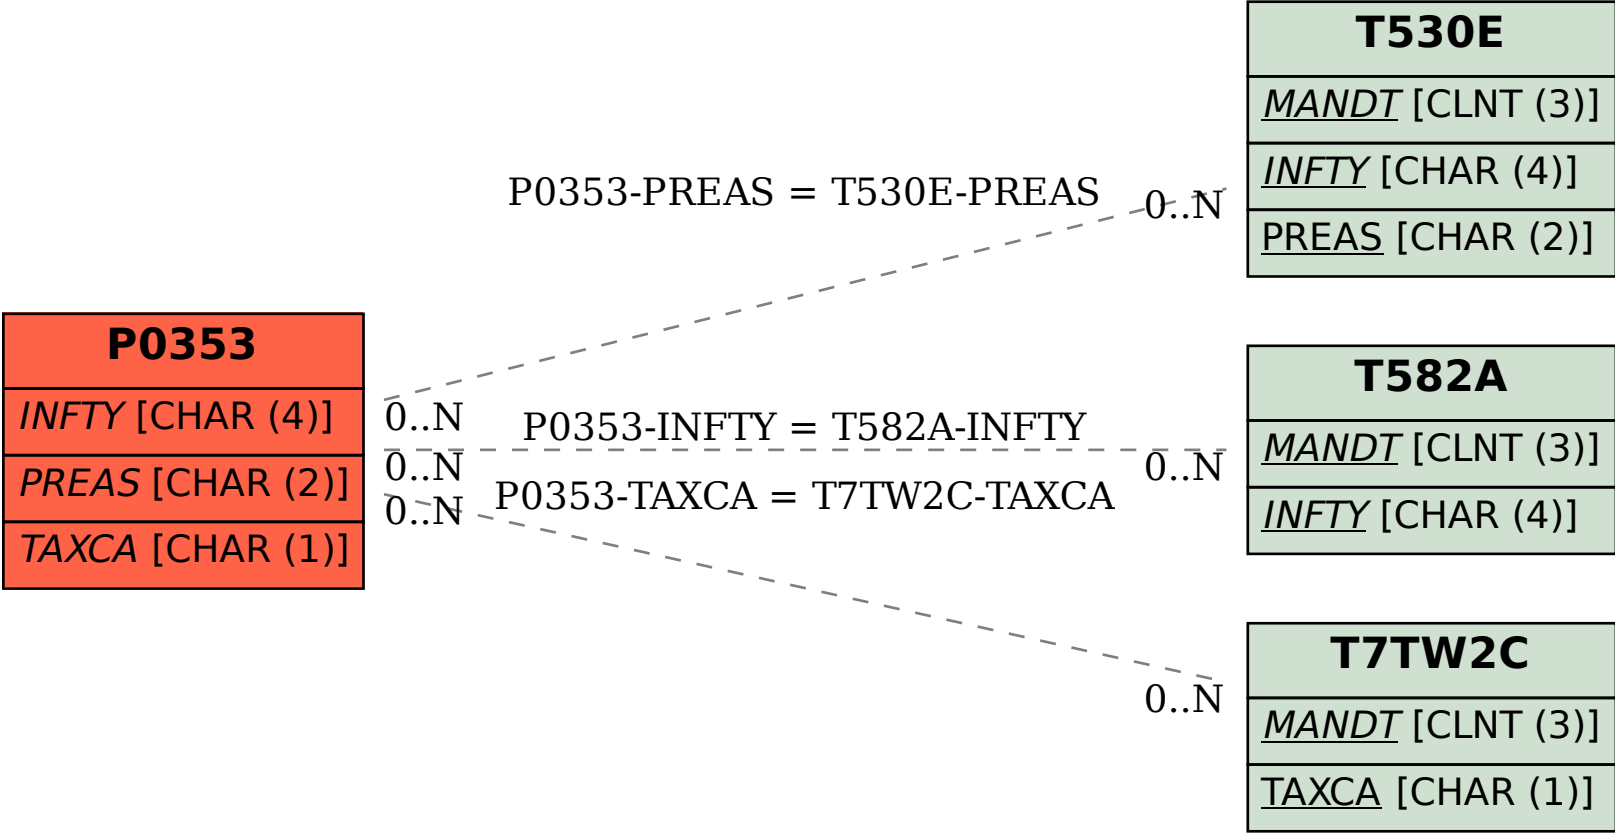 T530E
MANDT [CLNT (3)]
INFTY [CHAR (4)]
PREAS [CHAR (2)]
P0353-PREAS = T530E-PREAS
0..N
P0353
INFTY [CHAR (4)]
PREAS [CHAR (2)]
TAXCA [CHAR (1)]
0..N
P0353-INFTY = T582A-INFTY
0..N
0..N
P0353-TAXCA = T7TW2C-TAXCA
0..N
0..N
T582A
MANDT [CLNT (3)]
INFTY [CHAR (4)]
T7TW2C
MANDT [CLNT (3)]
TAXCA [CHAR (1)]